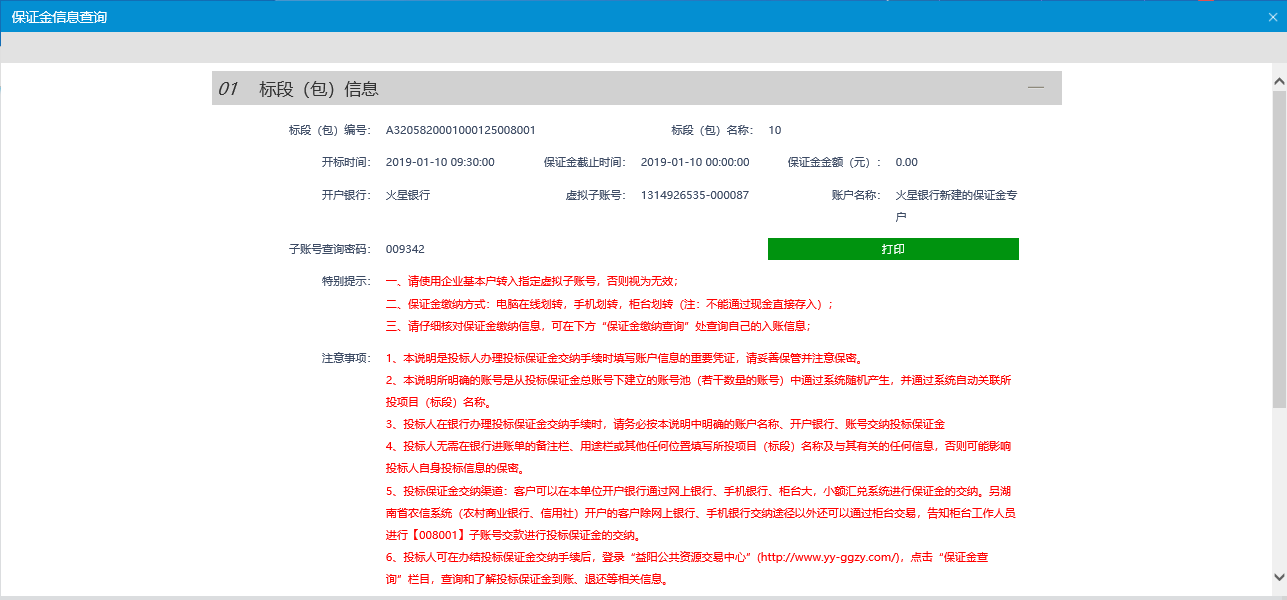 保证金信息查询
01 标段（包）信息
标段（包）编号： A3205820001000125008001 标段（包）名称： 10
开标时间： 2019-01-10 09:30:00 保证金截止时间： 2019-01-10 00:00:00 保证金金额（元）： 0.00
开户银行： 火星银行 虚拟子账号： 1314926535-000087 账户名称： 火星银行新建的保证金专
户
子账号查询密码： 009342 打印
特别提示： 一、请使用企业基本户转入指定虚拟子账号，否则视为无效；
二、保证金缴纳方式：电脑在线划转，手机划转，柜台划转（注：不能通过现金直接存入）；
三、请仔细核对保证金缴纳信息，可在下方“保证金缴纳查询”处查询自己的入账信息；
注意事项： 1、本说明是投标人办理投标保证金交纳手续时填写账户信息的重要凭证，请妥善保管并注意保密。
2、本说明所明确的账号是从投标保证金总账号下建立的账号池（若干数量的账号）中通过系统随机产生，并通过系统自动关联所
投项目（标段）名称。
3、投标人在银行办理投标保证金交纳手续时，请务必按本说明中明确的账户名称、开户银行、账号交纳投标保证金
4、投标人无需在银行进账单的备注栏、用途栏或其他任何位置填写所投项目（标段）名称及与其有关的任何信息，否则可能影响
投标人自身投标信息的保密。
5、投标保证金交纳渠道：客户可以在本单位开户银行通过网上银行、手机银行、柜台大，小额汇兑系统进行保证金的交纳。另湖
南省农信系统（农村商业银行、信用社）开户的客户除网上银行、手机银行交纳途径以外还可以通过柜台交易，告知柜台工作人员
进行【008001】子账号交款进行投标保证金的交纳。
6、投标人可在办结投标保证金交纳手续后，登录“益阳公共资源交易中心”(http://www.yy-ggzy.com/)，点击“保证金查
询”栏目，查询和了解投标保证金到账、退还等相关信息。